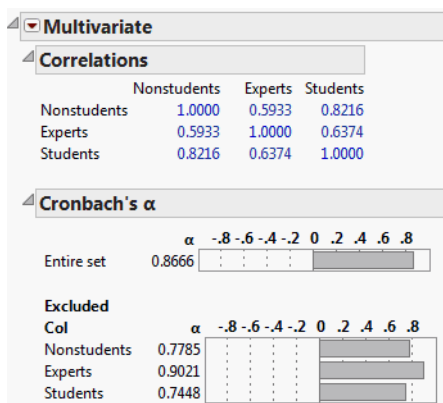 Multivariate
Correlations
Nonstudents Experts Students
Nonstudents 1.0000 0.5933 0.8216
Experts 0.5933 1.0000 0.6374
Students 0.8216 0.6374 1.0000
Cronbach's α
α -.8 -.6 -.4 -.2 0 .2 .4 .6 .8
Entire set 0.8666
Excluded
Col α -.8 -.6 -.4 -.2 0 .2 .4 .6 .8
Nonstudents 0.7785
Experts 0.9021
Students 0.7448